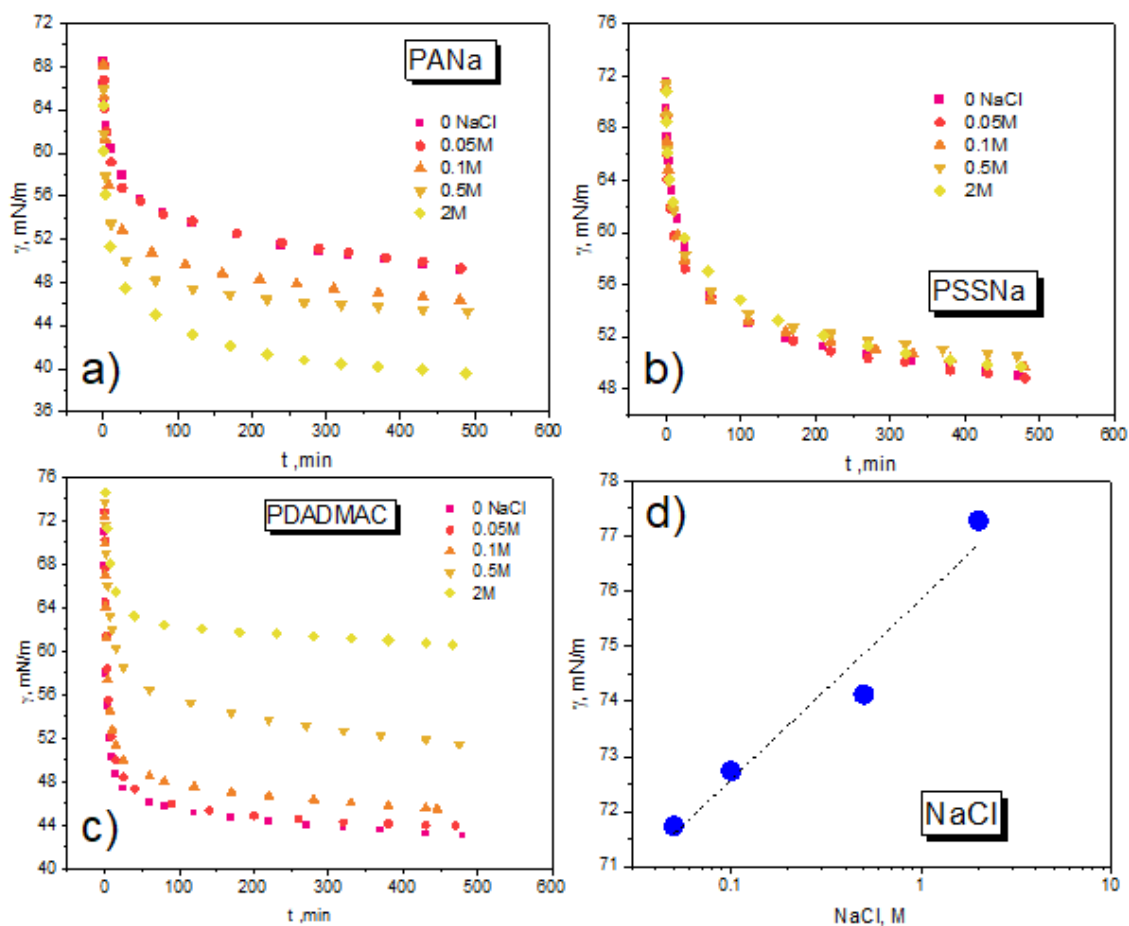 PANa
0 NaCl
0.05M
0.1M
0.5M
2M
a)
γ, mN/m
72
68
64
60
56
52
48
44
40
36
0 100 200 300 400 500 600
t ,min
PSSNa
0 NaCl
0.05M
0.1M
0.5M
2M
b)
γ, mN/m
76
72
68
64
60
56
52
48
0 100 200 300 400 500 600
t ,min
PDADMAC
0 NaCl
0.05M
0.1M
0.5M
2M
c)
γ, mN/m
76
72
68
64
60
56
52
48
44
40
0 100 200 300 400 500 600
t ,min
d)
NaCl
γ, mN/m
78
77
76
75
74
73
72
71
0.1 1 10
NaCl, M